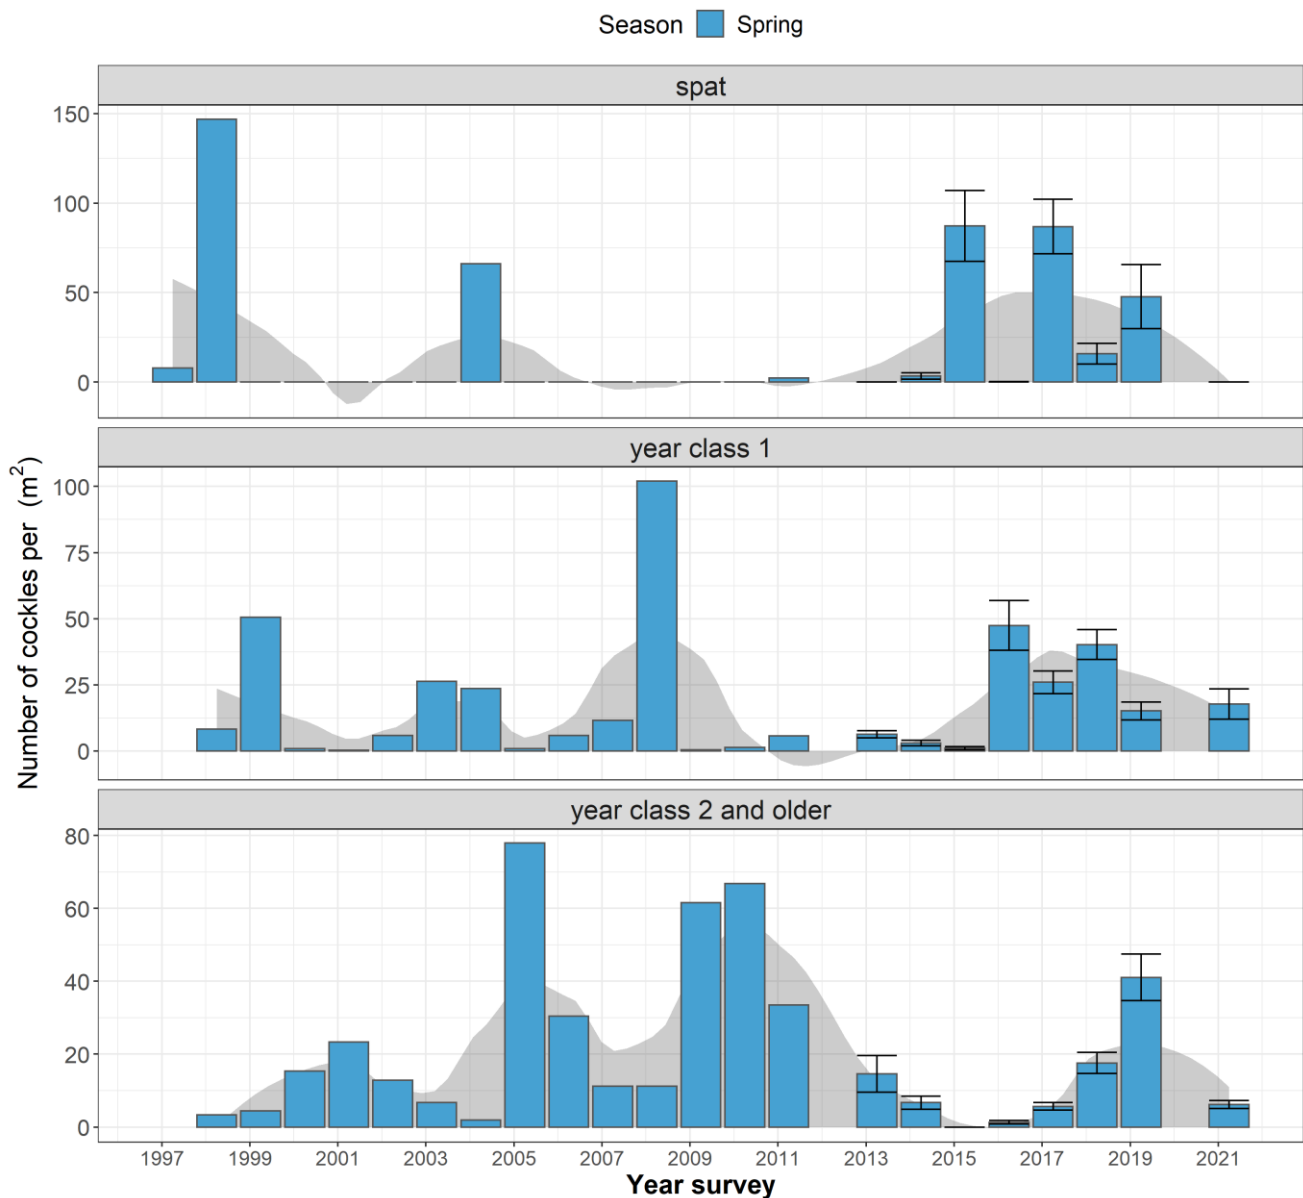 Season Spring
spat
150
100
50
0
year class 1
100
75
50
25
0
year class 2 and older
80
60
40
20
0
Number of cockles per (m²)
1997 1999 2001 2003 2005 2007 2009 2011 2013 2015 2017 2019 2021
Year survey